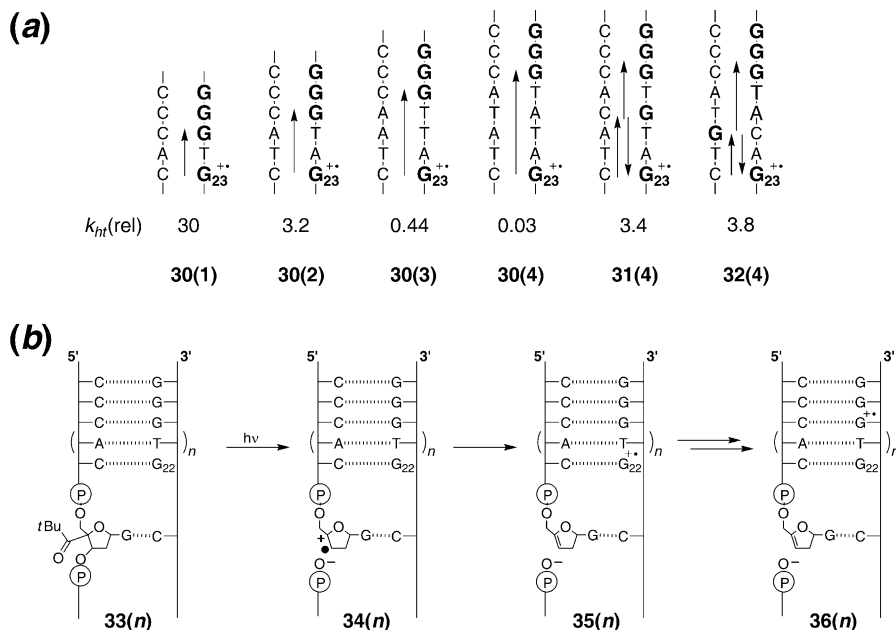 (a)
C G C G C G
C G C G C G C G
C G C G C G C G C G
C G C G C G A T A T A T
C G C G A T T A C G T A
C G A T A T A T A T G C
A T T A T A T A T A T A
C G23+• C G23+• C G23+• C G23+• C G23+• C G23+•
kht(rel) 30 3.2 0.44 0.03 3.4 3.8
30(1) 30(2) 30(3) 30(4) 31(4) 32(4)
(b)
5' 3' 5' 3' 5' 3' 5' 3'
C G C G C G C G
C G C G C G C G
C G C G C G C G+•
( A T )n hν ( A T )n ( A T )n ( A T )n
C G22 C G22 C G22+• C G22
P P P P
O O O O
tBu O G C + • O G C O G C O G C
O O O− O− O−
P P P P
33(n) 34(n) 35(n) 36(n)